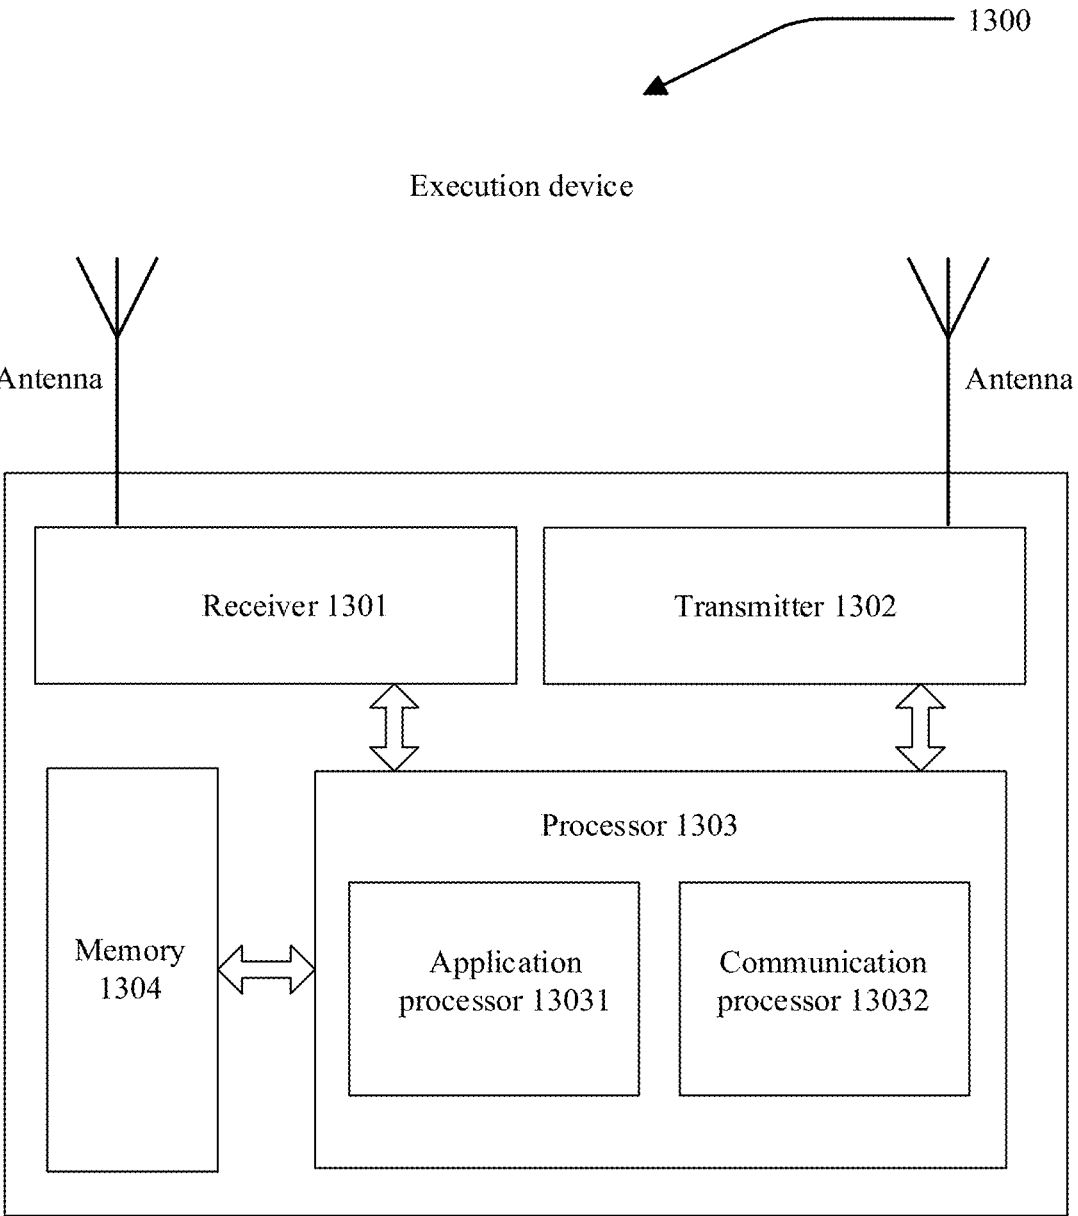 1300
Execution device
Antenna
Antenna
Receiver 1301
Transmitter 1302
Processor 1303
Memory
1304
Application
processor 13031
Communication
processor 13032